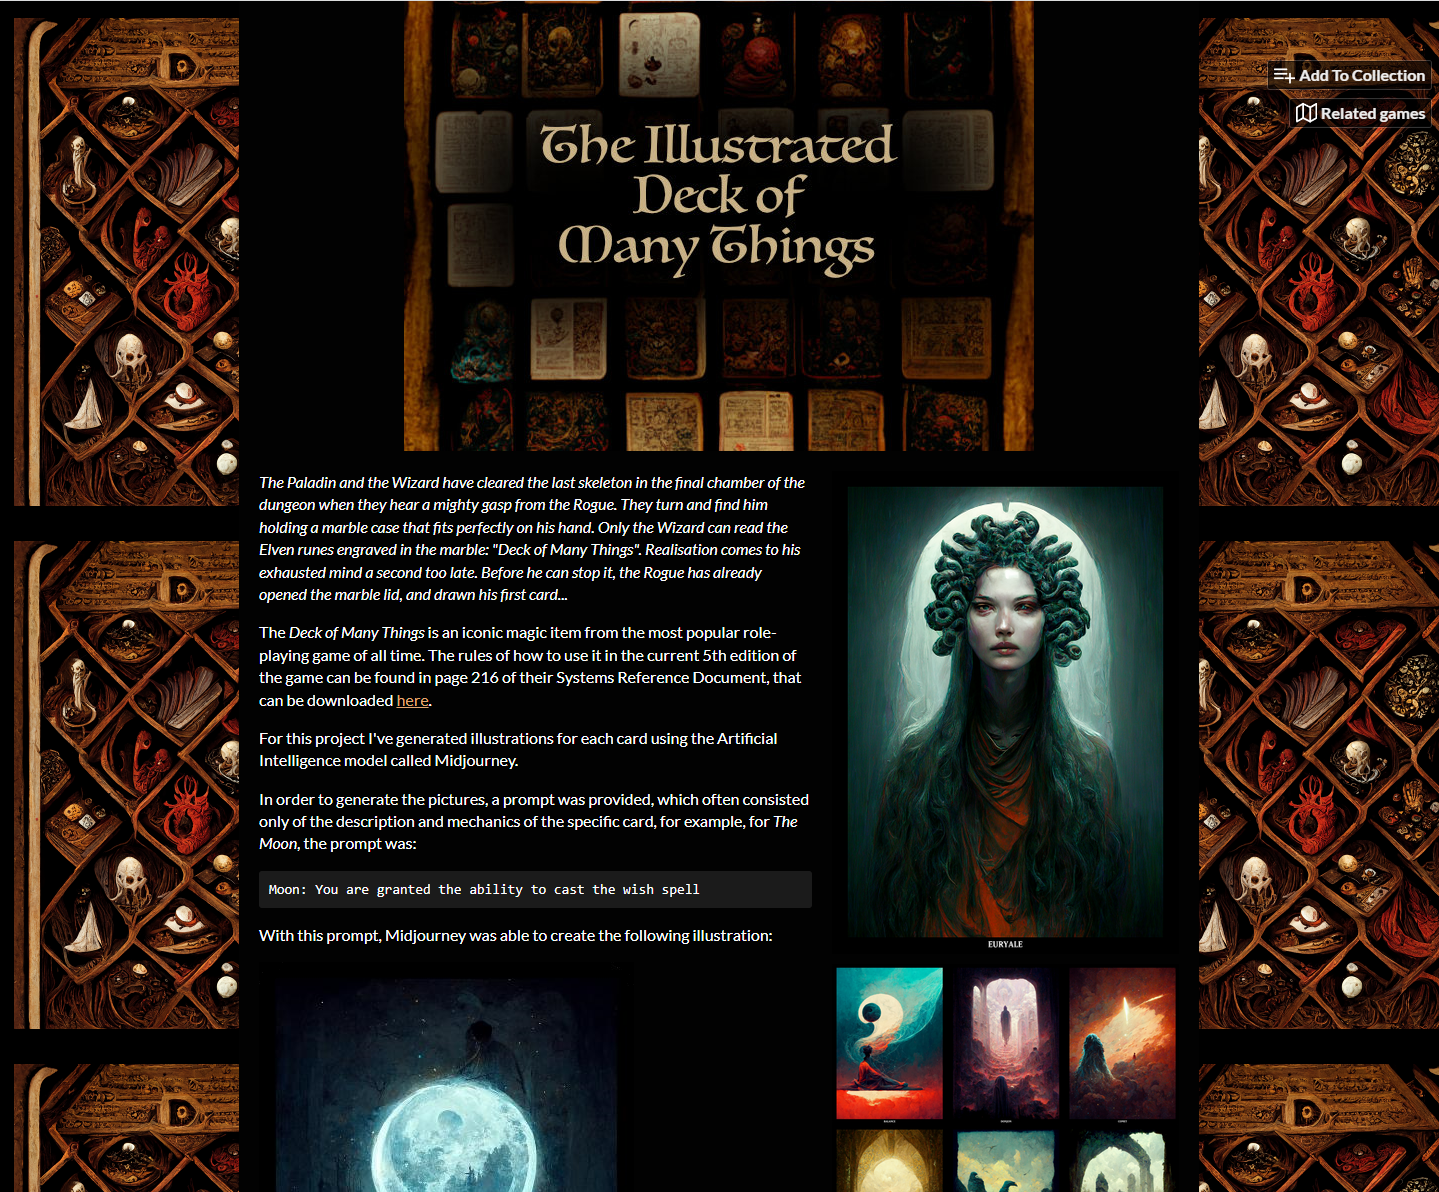 Add To Collection
Related games
The Illustrated
Deck of
Many Things
The Paladin and the Wizard have cleared the last skeleton in the final chamber of the
dungeon when they hear a mighty gasp from the Rogue. They turn and find him
holding a marble case that fits perfectly on his hand. Only the Wizard can read the
Elven runes engraved in the marble: "Deck of Many Things". Realisation comes to his
exhausted mind a second too late. Before he can stop it, the Rogue has already
opened the marble lid, and drawn his first card...
The Deck of Many Things is an iconic magic item from the most popular role-
playing game of all time. The rules of how to use it in the current 5th edition of
the game can be found in page 216 of their Systems Reference Document, that
can be downloaded here.
For this project I've generated illustrations for each card using the Artificial
Intelligence model called Midjourney.
In order to generate the pictures, a prompt was provided, which often consisted
only of the description and mechanics of the specific card, for example, for The
Moon, the prompt was:
Moon: You are granted the ability to cast the wish spell
With this prompt, Midjourney was able to create the following illustration:
EURYALE
BALANCE
DONJON
COMET